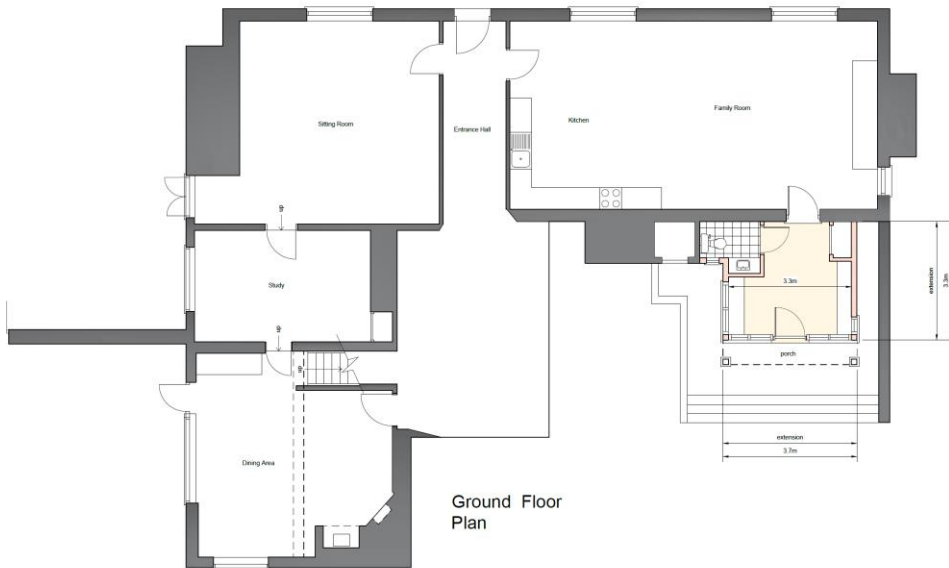 Sitting Room
Entrance Hall
Kitchen
Family Room
up
Study
up
up
Dining Area
3.3m
extension
3.3m
porch
extension
3.7m
Ground Floor
Plan